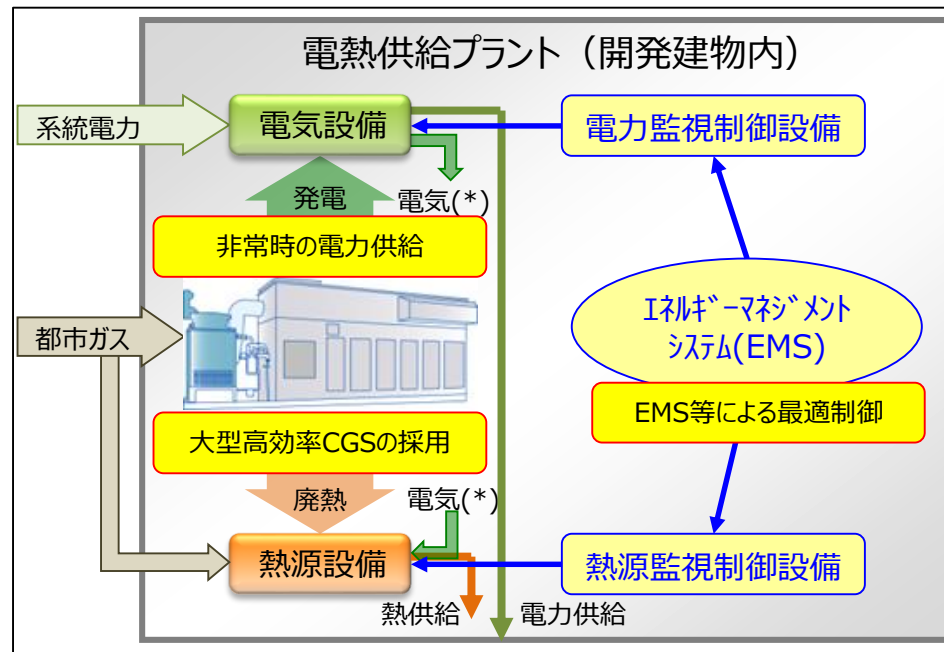 電熱供給プラント（開発建物内）
系統電力
電気設備
電力監視制御設備
発電
電気(*)
非常時の電力供給
ｴﾈﾙｷﾞｰﾏﾈｼﾞﾒﾝﾄ
ｼｽﾃﾑ(EMS)
都市ガス
EMS等による最適制御
大型高効率CGSの採用
廃熱
電気(*)
熱源設備
熱源監視制御設備
熱供給
電力供給